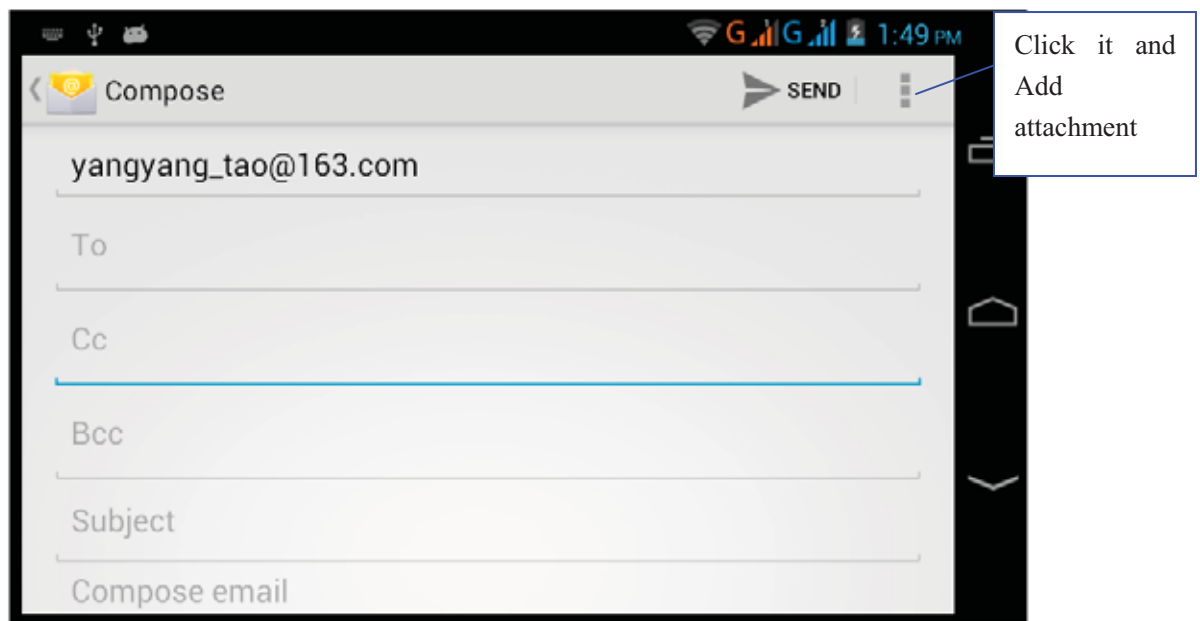 G G 1:49 PM
Compose SEND
Click it and
Add
attachment
yangyang_tao@163.com
To
Cc
Bcc
Subject
Compose email